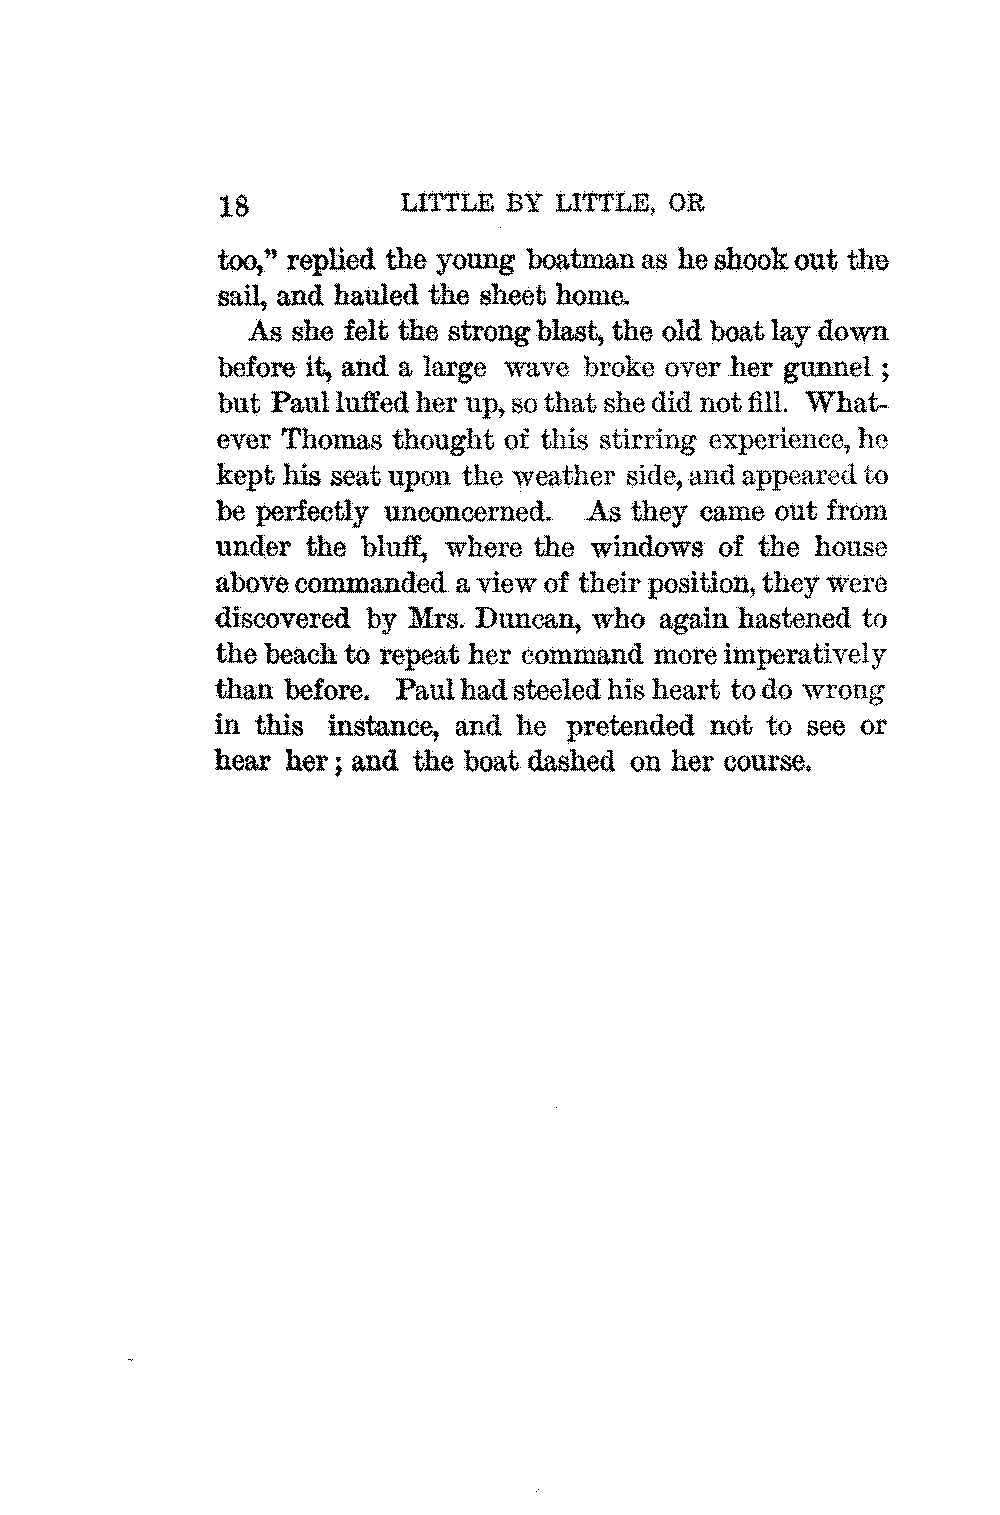 18 LITTLE BY LITTLE, OR
too," replied the young boatman as he shook out the
sail, and hauled the sheet home.
As she felt the strong blast, the old boat lay down
before it, and a large wave broke over her gunnel ;
but Paul luffed her up, so that she did not fill. What-
ever Thomas thought of this stirring experience, he
kept his seat upon the weather side, and appeared to
be perfectly unconcerned. As they came out from
under the bluff, where the windows of the house
above commanded a view of their position, they were
discovered by Mrs. Duncan, who again hastened to
the beach to repeat her command more imperatively
than before. Paul had steeled his heart to do wrong
in this instance, and he pretended not to see or
hear her ; and the boat dashed on her course.